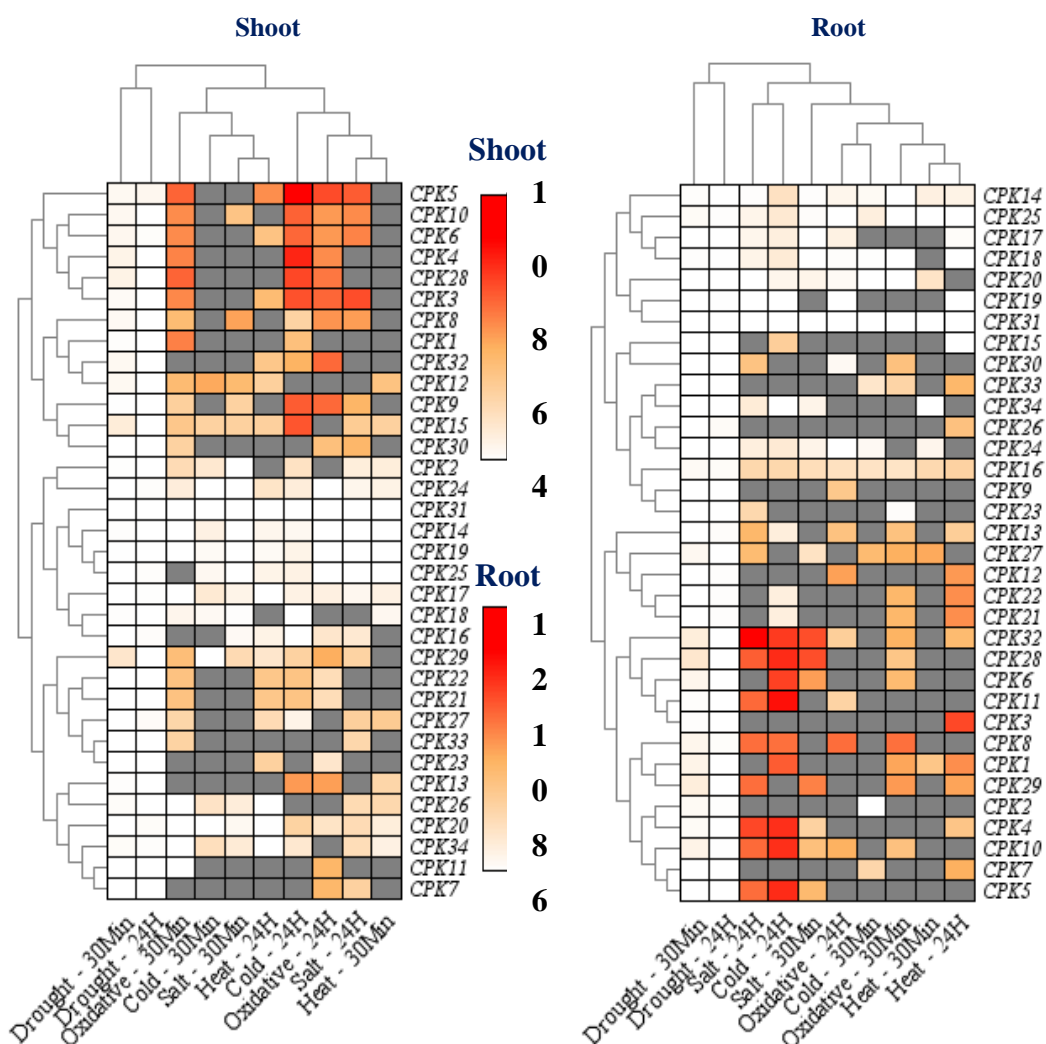 Shoot
Root
Shoot
1
0
8
6
4
Root
1
2
1
0
8
6
CPK5
CPK10
CPK6
CPK4
CPK28
CPK3
CPK8
CPK1
CPK32
CPK12
CPK9
CPK15
CPK30
CPK2
CPK24
CPK31
CPK14
CPK19
CPK25
CPK17
CPK18
CPK16
CPK29
CPK22
CPK21
CPK27
CPK33
CPK23
CPK13
CPK26
CPK20
CPK34
CPK11
CPK7
Drought - 30Min
Drought - 24H
Oxidative - 30Min
Cold - 30Min
Salt - 30Min
Heat - 24H
Cold - 24H
Oxidative - 24H
Salt - 24H
Heat - 30Min
CPK14
CPK25
CPK17
CPK18
CPK20
CPK19
CPK31
CPK15
CPK30
CPK33
CPK34
CPK26
CPK24
CPK16
CPK9
CPK23
CPK13
CPK27
CPK12
CPK22
CPK21
CPK32
CPK28
CPK6
CPK11
CPK3
CPK8
CPK1
CPK29
CPK2
CPK4
CPK10
CPK7
CPK5
Drought - 30Min
Drought - 24H
Salt - 24H
Cold - 24H
Salt - 30Min
Oxidative - 24H
Cold - 30Min
Oxidative - 30Min
Heat - 30Min
Heat - 24H